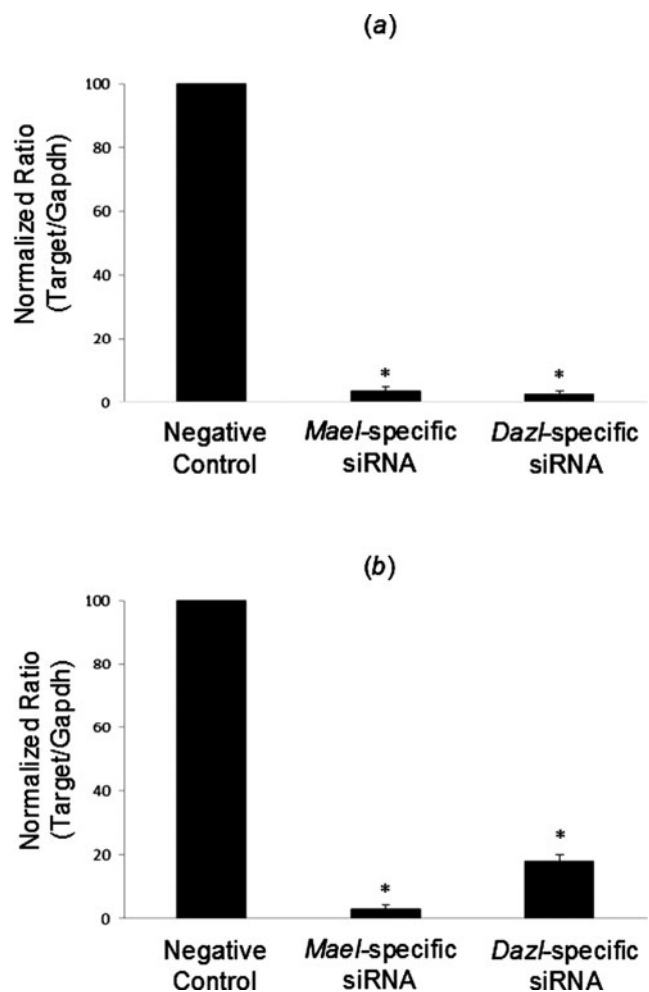 (a)
Normalized Ratio
(Target/Gapdh)
100
80
60
40
20
0
*
*
Negative
Control
Mael-specific
siRNA
Dazl-specific
siRNA
(b)
Normalized Ratio
(Target/Gapdh)
100
80
60
40
20
0
*
*
Negative
Control
Mael-specific
siRNA
Dazl-specific
siRNA